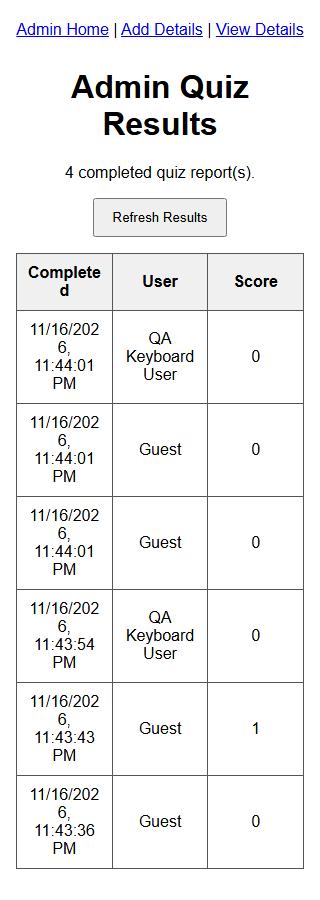 Admin Home | Add Details | View Details
Admin Quiz
Results
4 completed quiz report(s).
Refresh Results
Complete
d
User
Score
11/16/202
6,
11:44:01
PM
QA
Keyboard
User
0
11/16/202
6,
11:44:01
PM
Guest
0
11/16/202
6,
11:44:01
PM
Guest
0
11/16/202
6,
11:43:54
PM
QA
Keyboard
User
0
11/16/202
6,
11:43:43
PM
Guest
1
11/16/202
6,
11:43:36
PM
Guest
0